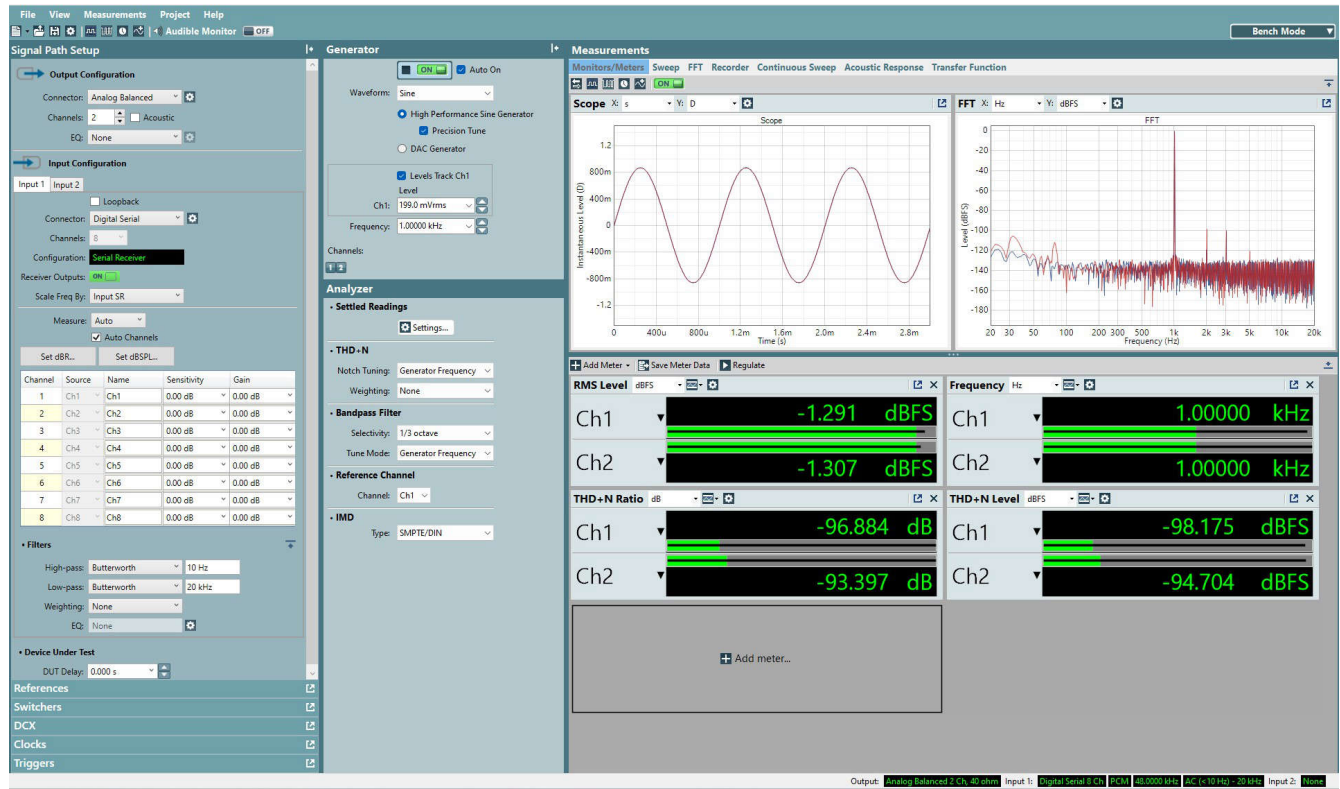 File View Measurements Project Help
Audible Monitor OFF
Bench Mode
Signal Path Setup
Output Configuration
Connector: Analog Balanced
Channels: 2 Acoustic
EQ: None
Input Configuration
Input 1 Input 2
Loopback
Connector: Digital Serial
Channels: 8
Configuration: Serial Receiver
Receiver Outputs: ON
Scale Freq By: Input SR
Measure: Auto
Auto Channels
Set dBR... Set dBSPL...
Channel Source Name Sensitivity Gain
1 Ch1 Ch1 0.00 dB 0.00 dB
2 Ch2 Ch2 0.00 dB 0.00 dB
3 Ch3 Ch3 0.00 dB 0.00 dB
4 Ch4 Ch4 0.00 dB 0.00 dB
5 Ch5 Ch5 0.00 dB 0.00 dB
6 Ch6 Ch6 0.00 dB 0.00 dB
7 Ch7 Ch7 0.00 dB 0.00 dB
8 Ch8 Ch8 0.00 dB 0.00 dB
Filters
High-pass: Butterworth 10 Hz
Low-pass: Butterworth 20 kHz
Weighting: None
EQ: None
Device Under Test
DUT Delay: 0.000 s
References
Switchers
DCX
Clocks
Triggers
Generator
ON Auto On
Waveform: Sine
High Performance Sine Generator
Precision Tune
DAC Generator
Levels Track Ch1
Level
Ch1: 199.0 mVrms
Frequency: 1.00000 kHz
Channels:
1 2
Analyzer
Settled Readings
Settings...
THD+N
Notch Tuning: Generator Frequency
Weighting: None
Bandpass Filter
Selectivity: 1/3 octave
Tune Mode: Generator Frequency
Reference Channel
Channel: Ch1
IMD
Type: SMPTE/DIN
Measurements
Monitors/Meters Sweep FFT Recorder Continuous Sweep Acoustic Response Transfer Function
ON
Scope X: s Y: D
Scope
Instantaneous Level (D)
1.2
800m
400m
0
-400m
-800m
-1.2
0 400u 800u 1.2m 1.6m 2.0m 2.4m 2.8m
Time (s)
FFT X: Hz Y: dBFS
FFT
Level (dBFS)
0
-20
-40
-60
-80
-100
-120
-140
-160
-180
20 30 50 100 200 300 500 1k 2k 3k 5k 10k 20k
Frequency (Hz)
Add Meter Save Meter Data Regulate
RMS Level dBFS
Ch1 -1.291 dBFS
Ch2 -1.307 dBFS
Frequency Hz
Ch1 1.00000 kHz
Ch2 1.00000 kHz
THD+N Ratio dB
Ch1 -96.884 dB
Ch2 -93.397 dB
THD+N Level dBFS
Ch1 -98.175 dBFS
Ch2 -94.704 dBFS
Add meter...
Output: Analog Balanced 2 Ch, 40 ohm Input 1: Digital Serial 8 Ch PCM 48.0000 kHz AC (<10 Hz) - 20 kHz Input 2: None